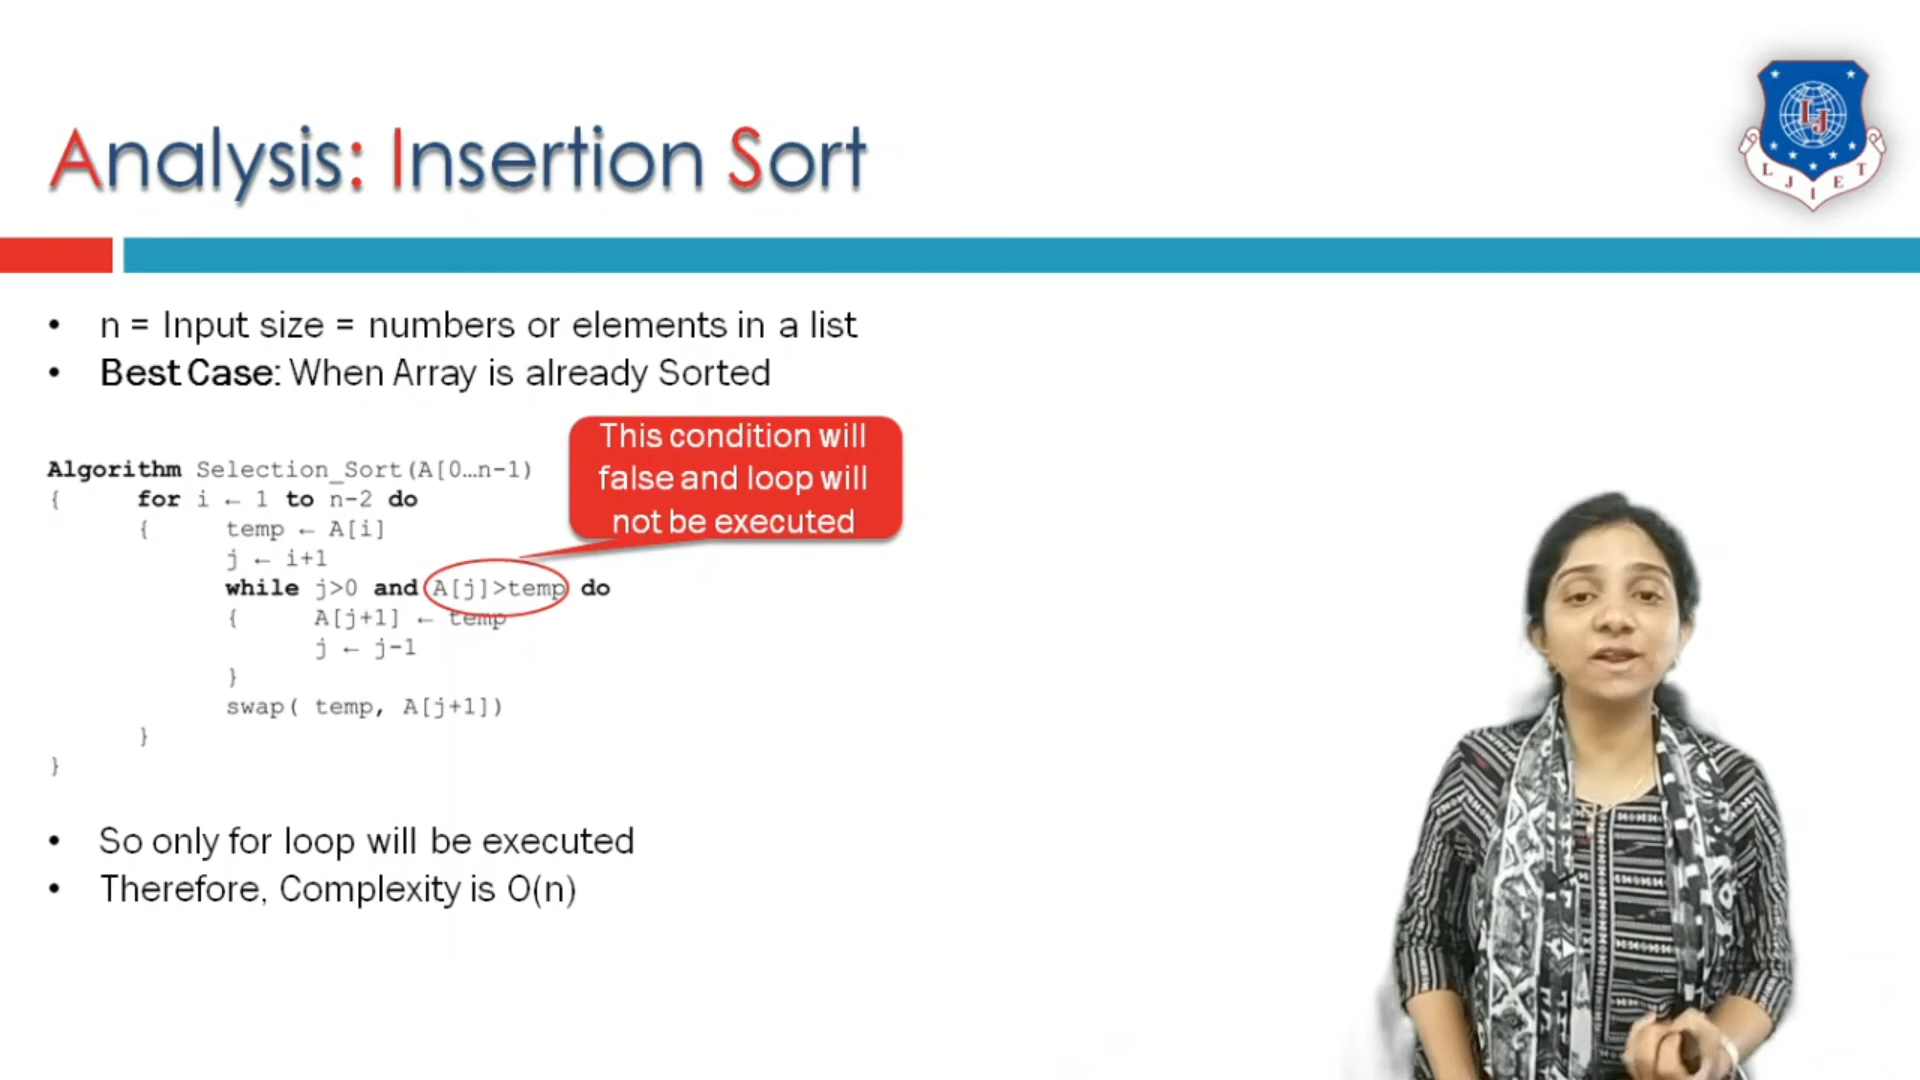 Analysis: Insertion Sort
L J I E T
LJ
• n = Input size = numbers or elements in a list
• Best Case: When Array is already Sorted
This condition will
false and loop will
not be executed
Algorithm Selection_Sort(A[0…n-1)
{ for i ← 1 to n-2 do
{ temp ← A[i]
j ← i+1
while j>0 and A[j]>temp do
{ A[j+1] ← temp
j ← j-1
}
swap( temp, A[j+1])
}
}
• So only for loop will be executed
• Therefore, Complexity is O(n)